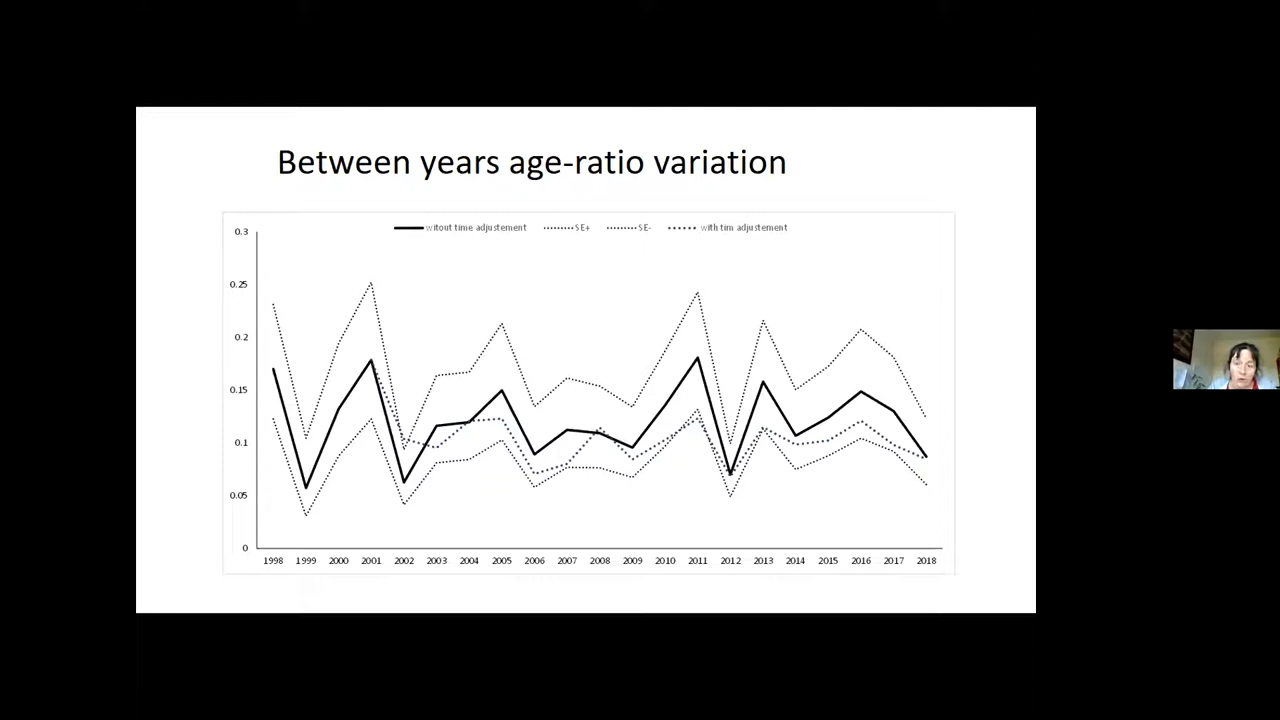 Between years age-ratio variation
witout time adjustement SE+ SE- with tim adjustement
0.3
0.25
0.2
0.15
0.1
0.05
0
1998 1999 2000 2001 2002 2003 2004 2005 2006 2007 2008 2009 2010 2011 2012 2013 2014 2015 2016 2017 2018